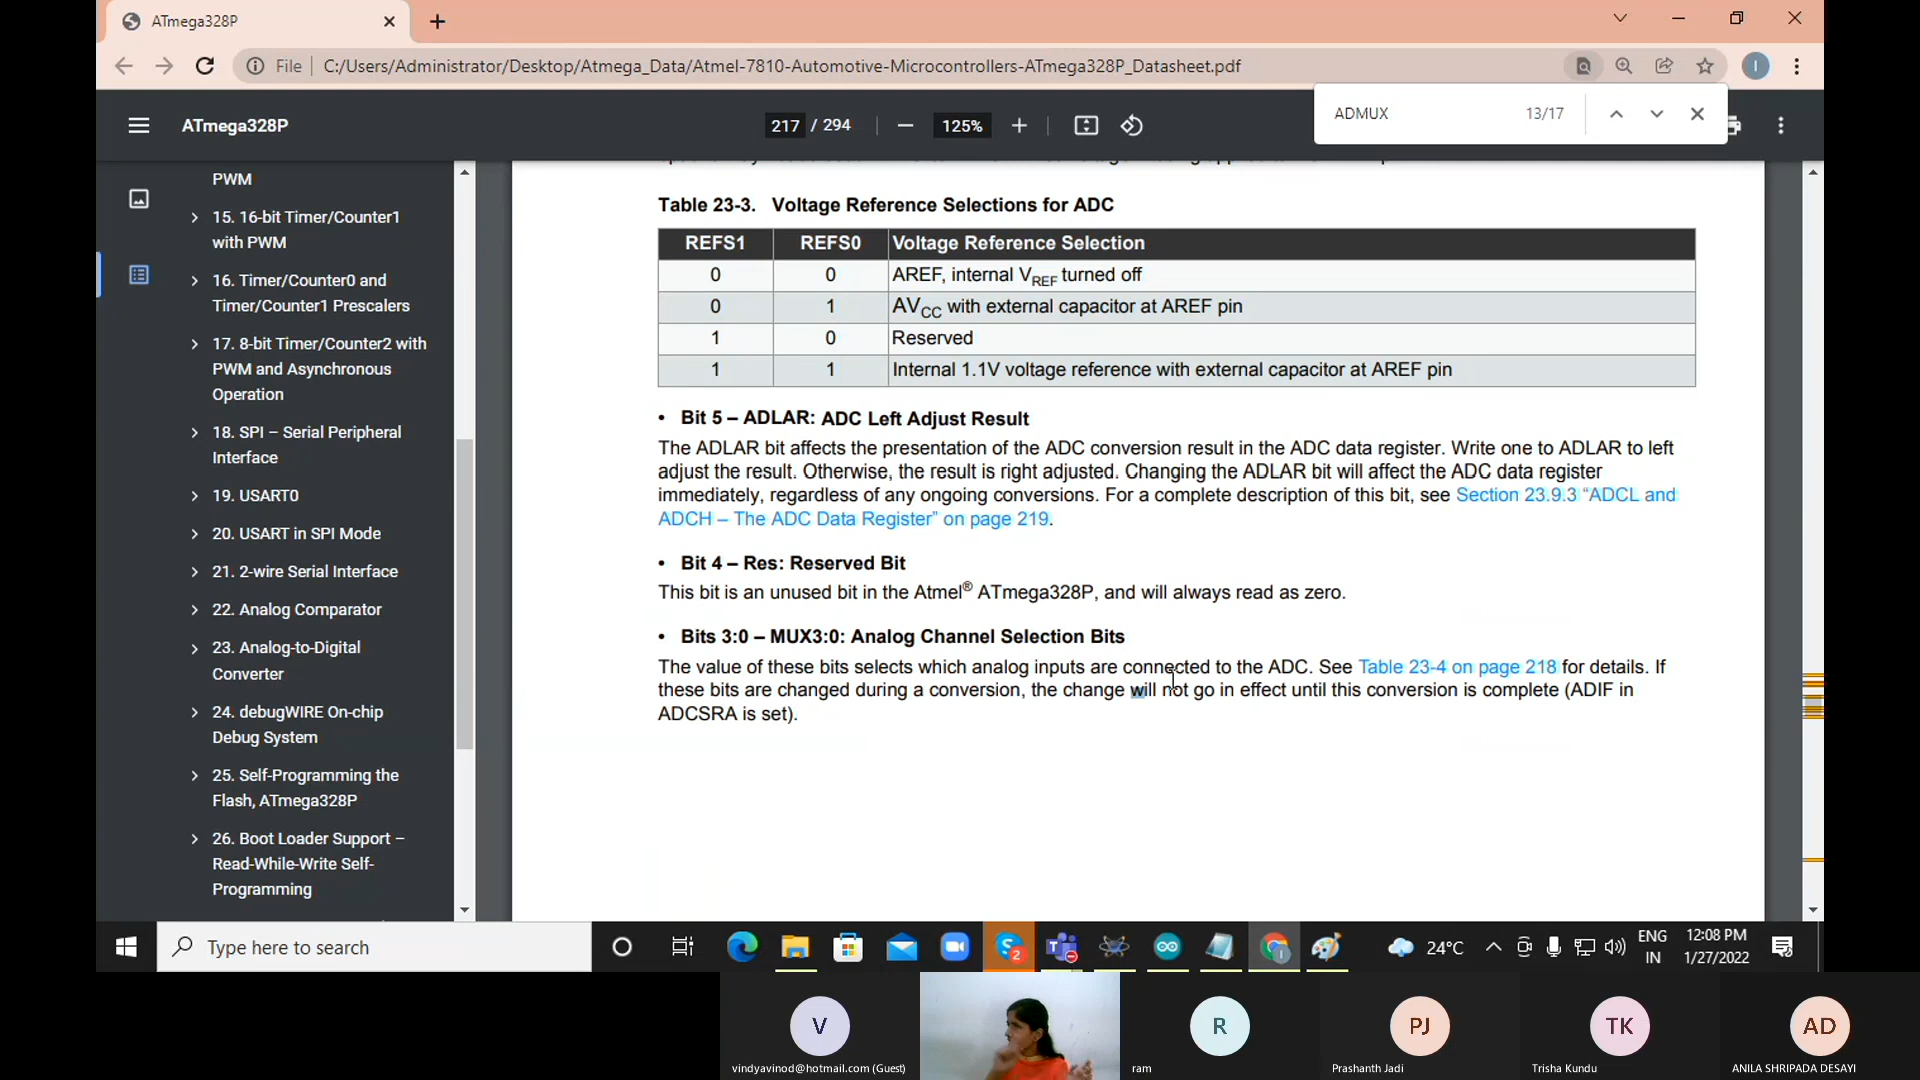 ATmega328P
File
C:/Users/Administrator/Desktop/Atmega_Data/Atmel-7810-Automotive-Microcontrollers-ATmega328P_Datasheet.pdf
I
ATmega328P
217 / 294
125%
ADMUX
13/17
PWM
15. 16-bit Timer/Counter1
with PWM
16. Timer/Counter0 and
Timer/Counter1 Prescalers
17. 8-bit Timer/Counter2 with
PWM and Asynchronous
Operation
18. SPI – Serial Peripheral
Interface
19. USART0
20. USART in SPI Mode
21. 2-wire Serial Interface
22. Analog Comparator
23. Analog-to-Digital
Converter
24. debugWIRE On-chip
Debug System
25. Self-Programming the
Flash, ATmega328P
26. Boot Loader Support –
Read-While-Write Self-
Programming
Table 23-3. Voltage Reference Selections for ADC
REFS1 REFS0 Voltage Reference Selection
0 0 AREF, internal VREF turned off
0 1 AVCC with external capacitor at AREF pin
1 0 Reserved
1 1 Internal 1.1V voltage reference with external capacitor at AREF pin
• Bit 5 – ADLAR: ADC Left Adjust Result
The ADLAR bit affects the presentation of the ADC conversion result in the ADC data register. Write one to ADLAR to left
adjust the result. Otherwise, the result is right adjusted. Changing the ADLAR bit will affect the ADC data register
immediately, regardless of any ongoing conversions. For a complete description of this bit, see Section 23.9.3 “ADCL and
ADCH – The ADC Data Register” on page 219.
• Bit 4 – Res: Reserved Bit
This bit is an unused bit in the Atmel® ATmega328P, and will always read as zero.
• Bits 3:0 – MUX3:0: Analog Channel Selection Bits
The value of these bits selects which analog inputs are connected to the ADC. See Table 23-4 on page 218 for details. If
these bits are changed during a conversion, the change will not go in effect until this conversion is complete (ADIF in
ADCSRA is set).
Type here to search
2
24°C
ENG
IN
12:08 PM
1/27/2022
V
R
PJ
TK
AD
vindyavinod@hotmail.com (Guest)
ram
Prashanth Jadi
Trisha Kundu
ANILA SHRIPADA DESAYI